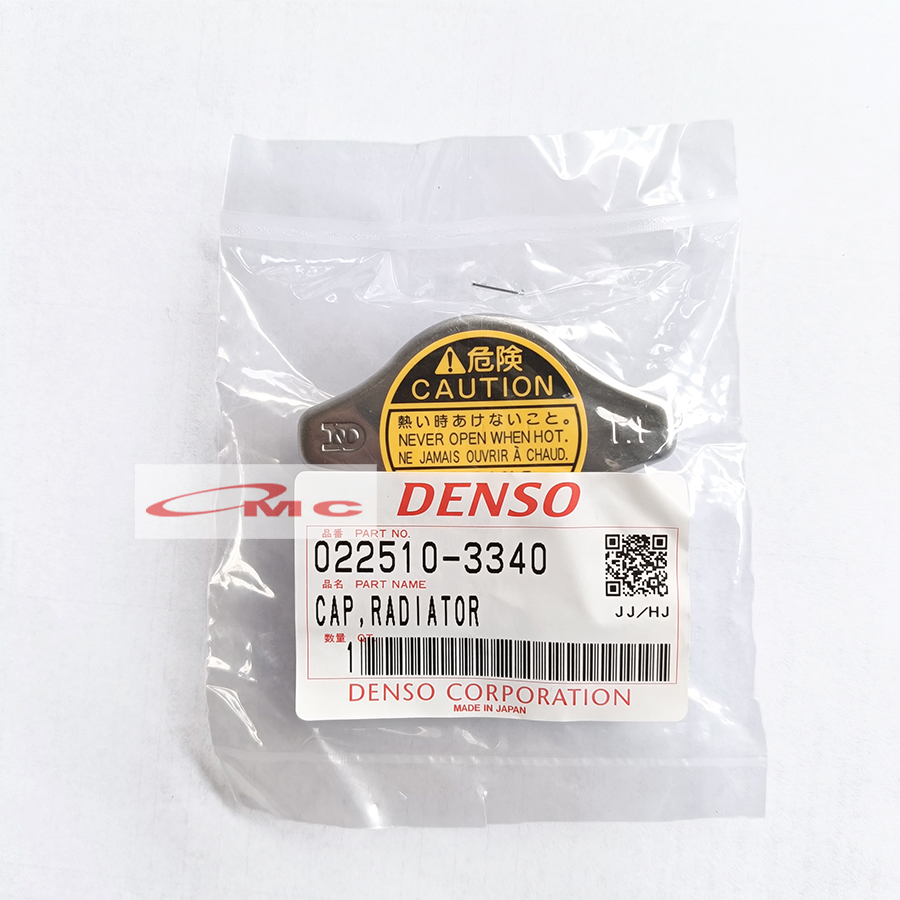 危険
CAUTION
熱い時あけないこと。
NEVER OPEN WHEN HOT.
NE JAMAIS OUVRIR À CHAUD.
ND
1.1
CMC
DENSO
品番 PART NO.
022510-3340
品名 PART NAME
CAP,RADIATOR
JJ/HJ
数量
1
DENSO CORPORATION
MADE IN JAPAN